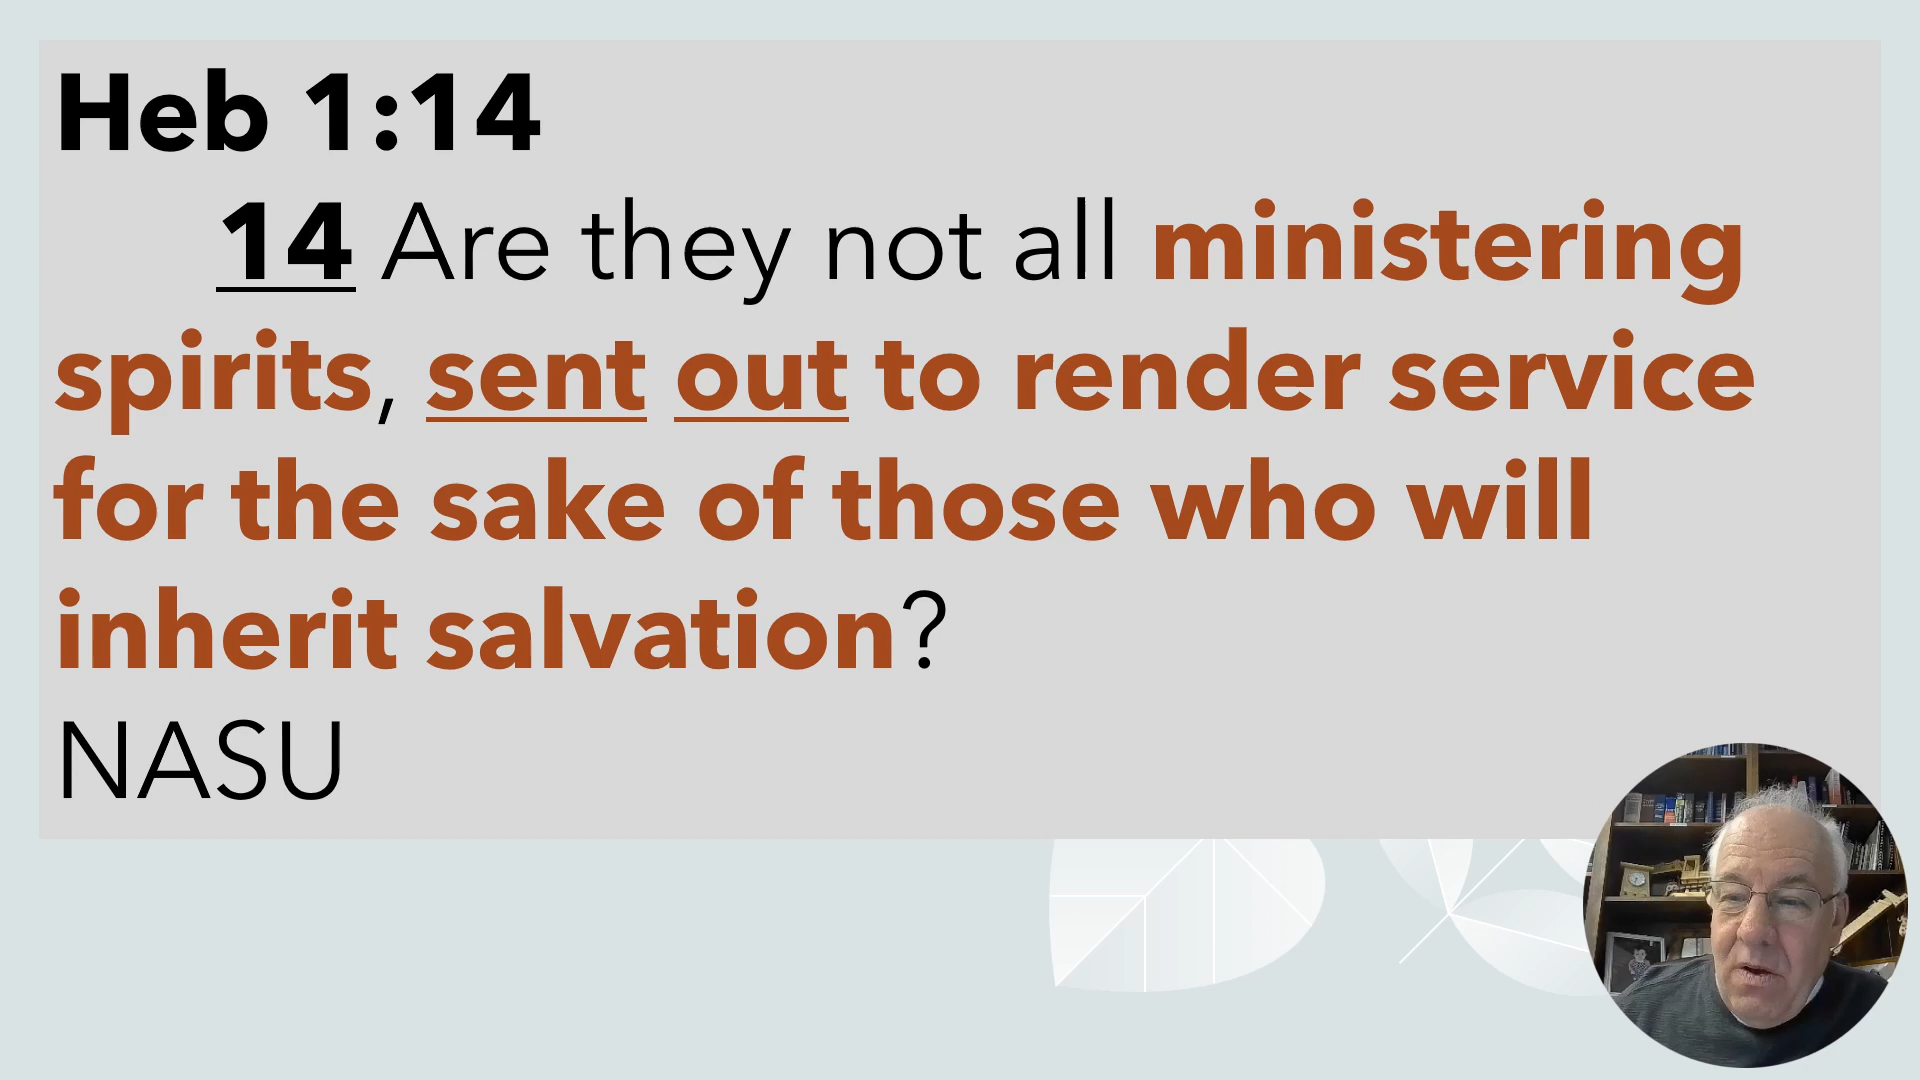 Heb 1:14
14 Are they not all ministering
spirits, sent out to render service
for the sake of those who will
inherit salvation?
NASU